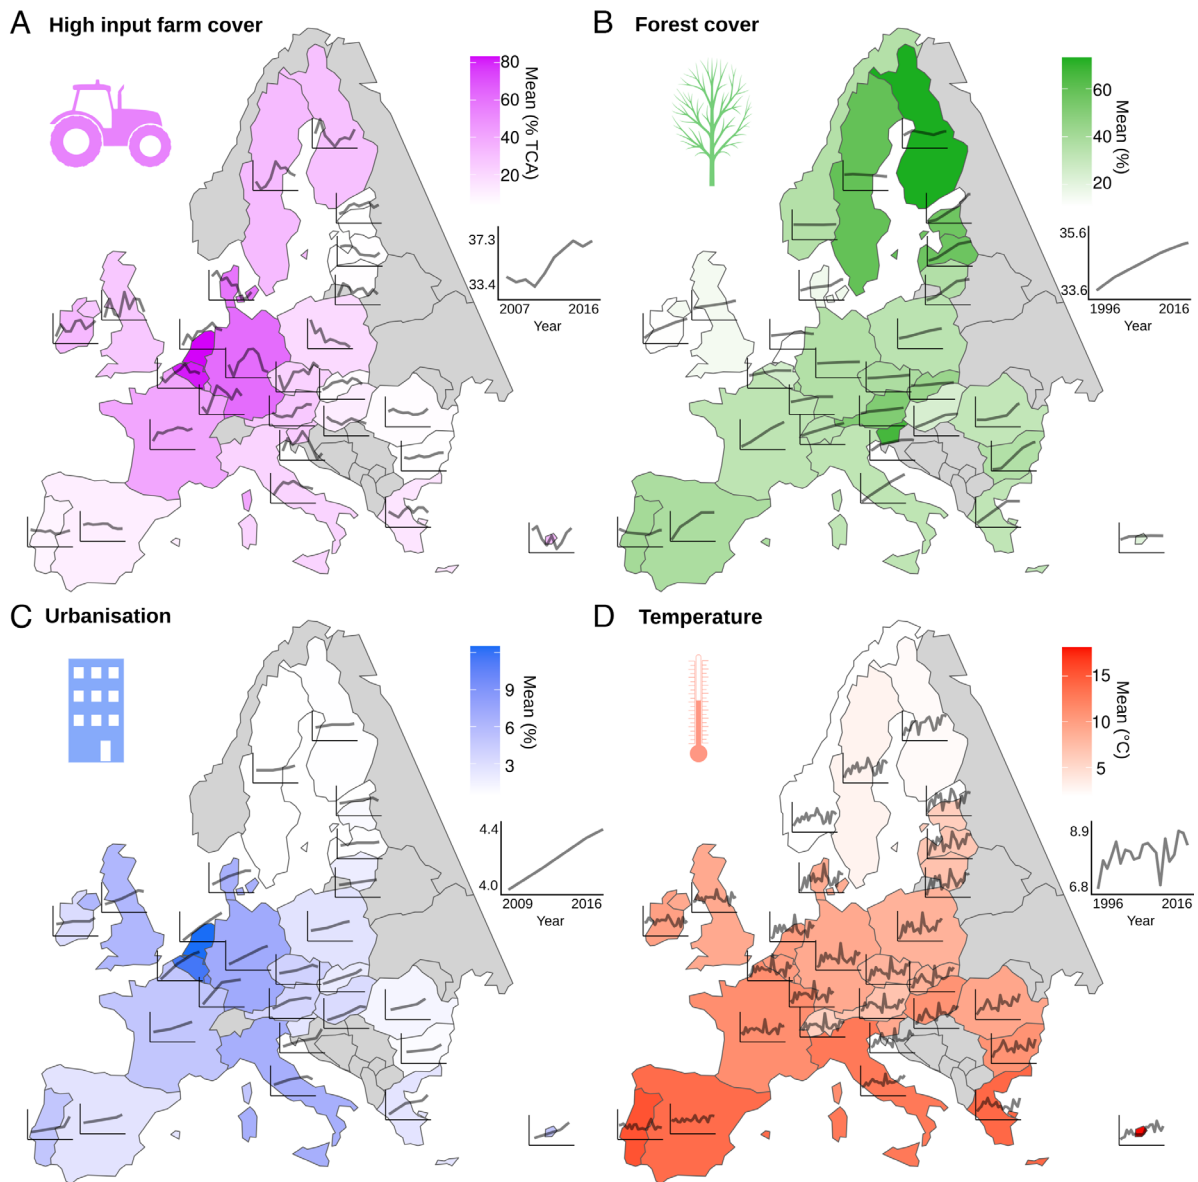 A High input farm cover
80
60
40
20
Mean (% TCA)
37.3
33.4
2007 2016
Year
B Forest cover
60
40
20
Mean (%)
35.6
33.6
1996 2016
Year
C Urbanisation
9
6
3
Mean (%)
4.4
4.0
2009 2016
Year
D Temperature
15
10
5
Mean (°C)
8.9
6.8
1996 2016
Year